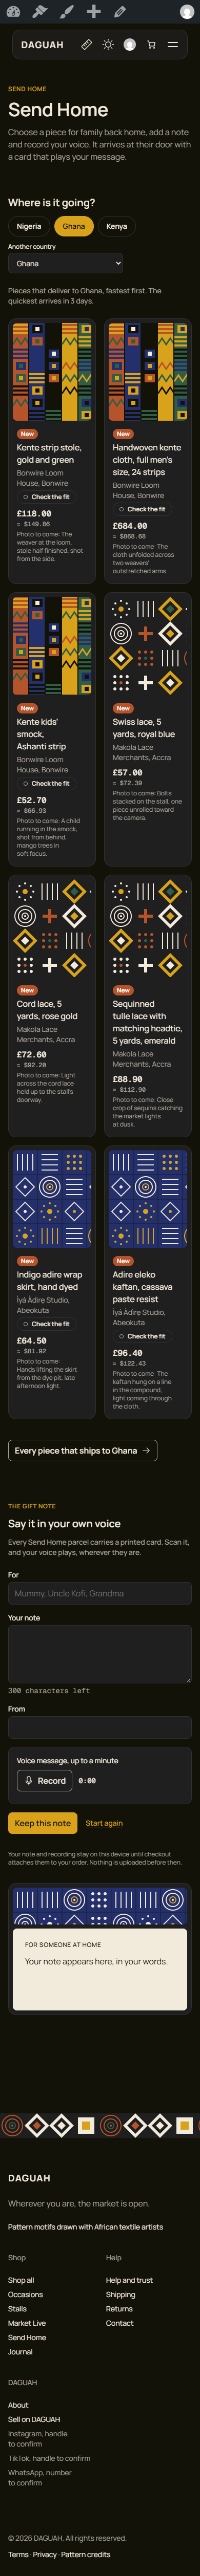 DAGUAH
SEND HOME
Send Home
Choose a piece for family back home, add a note
and record your voice. It arrives at their door with
a card that plays your message.
Where is it going?
Nigeria
Ghana
Kenya
Another country
Ghana
Pieces that deliver to Ghana, fastest first. The
quickest arrives in 3 days.
New
Kente strip stole,
gold and green
Bonwire Loom
House, Bonwire
Check the fit
£118.00
≈ $149.86
Photo to come: The
weaver at the loom,
stole half finished, shot
from the side.
New
Handwoven kente
cloth, full men's
size, 24 strips
Bonwire Loom
House, Bonwire
Check the fit
£684.00
≈ $868.68
Photo to come: The
cloth unfolded across
two weavers'
outstretched arms.
New
Kente kids'
smock,
Ashanti strip
Bonwire Loom
House, Bonwire
Check the fit
£52.70
≈ $66.93
Photo to come: A child
running in the smock,
shot from behind,
mango trees in
soft focus.
New
Swiss lace, 5
yards, royal blue
Makola Lace
Merchants, Accra
£57.00
≈ $72.39
Photo to come: Bolts
stacked on the stall, one
piece unrolled toward
the camera.
New
Cord lace, 5
yards, rose gold
Makola Lace
Merchants, Accra
£72.60
≈ $92.20
Photo to come: Light
across the cord lace
held up to the stall's
doorway.
New
Sequinned
tulle lace with
matching headtie,
5 yards, emerald
Makola Lace
Merchants, Accra
£88.90
≈ $112.90
Photo to come: Close
crop of sequins catching
the market lights
at dusk.
New
Indigo adire wrap
skirt, hand dyed
Ìyá Àdìre Studio,
Abeokuta
Check the fit
£64.50
≈ $81.92
Photo to come:
Hands lifting the skirt
from the dye pit, late
afternoon light.
New
Adire eleko
kaftan, cassava
paste resist
Ìyá Àdìre Studio,
Abeokuta
Check the fit
£96.40
≈ $122.43
Photo to come: The
kaftan hung on a line
in the compound,
light coming through
the cloth.
Every piece that ships to Ghana →
THE GIFT NOTE
Say it in your own voice
Every Send Home parcel carries a printed card. Scan it,
and your voice plays, wherever they are.
For
Mummy, Uncle Kofi, Grandma
Your note
300 characters left
From
Voice message, up to a minute
Record
0:00
Keep this note
Start again
Your note and recording stay on this device until checkout
attaches them to your order. Nothing is uploaded before then.
FOR SOMEONE AT HOME
Your note appears here, in your words.
DAGUAH
Wherever you are, the market is open.
Pattern motifs drawn with African textile artists
Shop
Shop all
Occasions
Stalls
Market Live
Send Home
Journal
Help
Help and trust
Shipping
Returns
Contact
DAGUAH
About
Sell on DAGUAH
Instagram, handle
to confirm
TikTok, handle to confirm
WhatsApp, number
to confirm
© 2026 DAGUAH. All rights reserved.
Terms · Privacy · Pattern credits